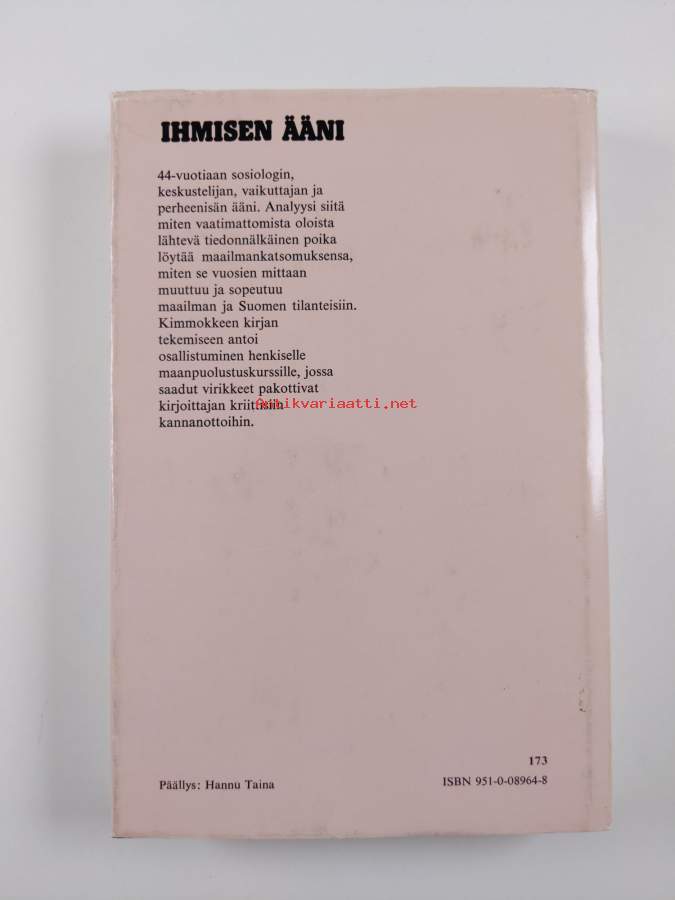 IHMISEN ÄÄNI
44-vuotiaan sosiologin,
keskustelijan, vaikuttajan ja
perheenisän ääni. Analyysi siitä
miten vaatimattomista oloista
lähtevä tiedonnälkäinen poika
löytää maailmankatsomuksensa,
miten se vuosien mittaan
muuttuu ja sopeutuu
maailman ja Suomen tilanteisiin.
Kimmokkeen kirjan
tekemiseen antoi
osallistuminen henkiselle
maanpuolustuskurssille, jossa
saadut virikkeet pakottivat
kirjoittajan kriittisiin
Antikvariaatti.net
kannanottoihin.
173
Päällys: Hannu Taina
ISBN 951-0-08964-8